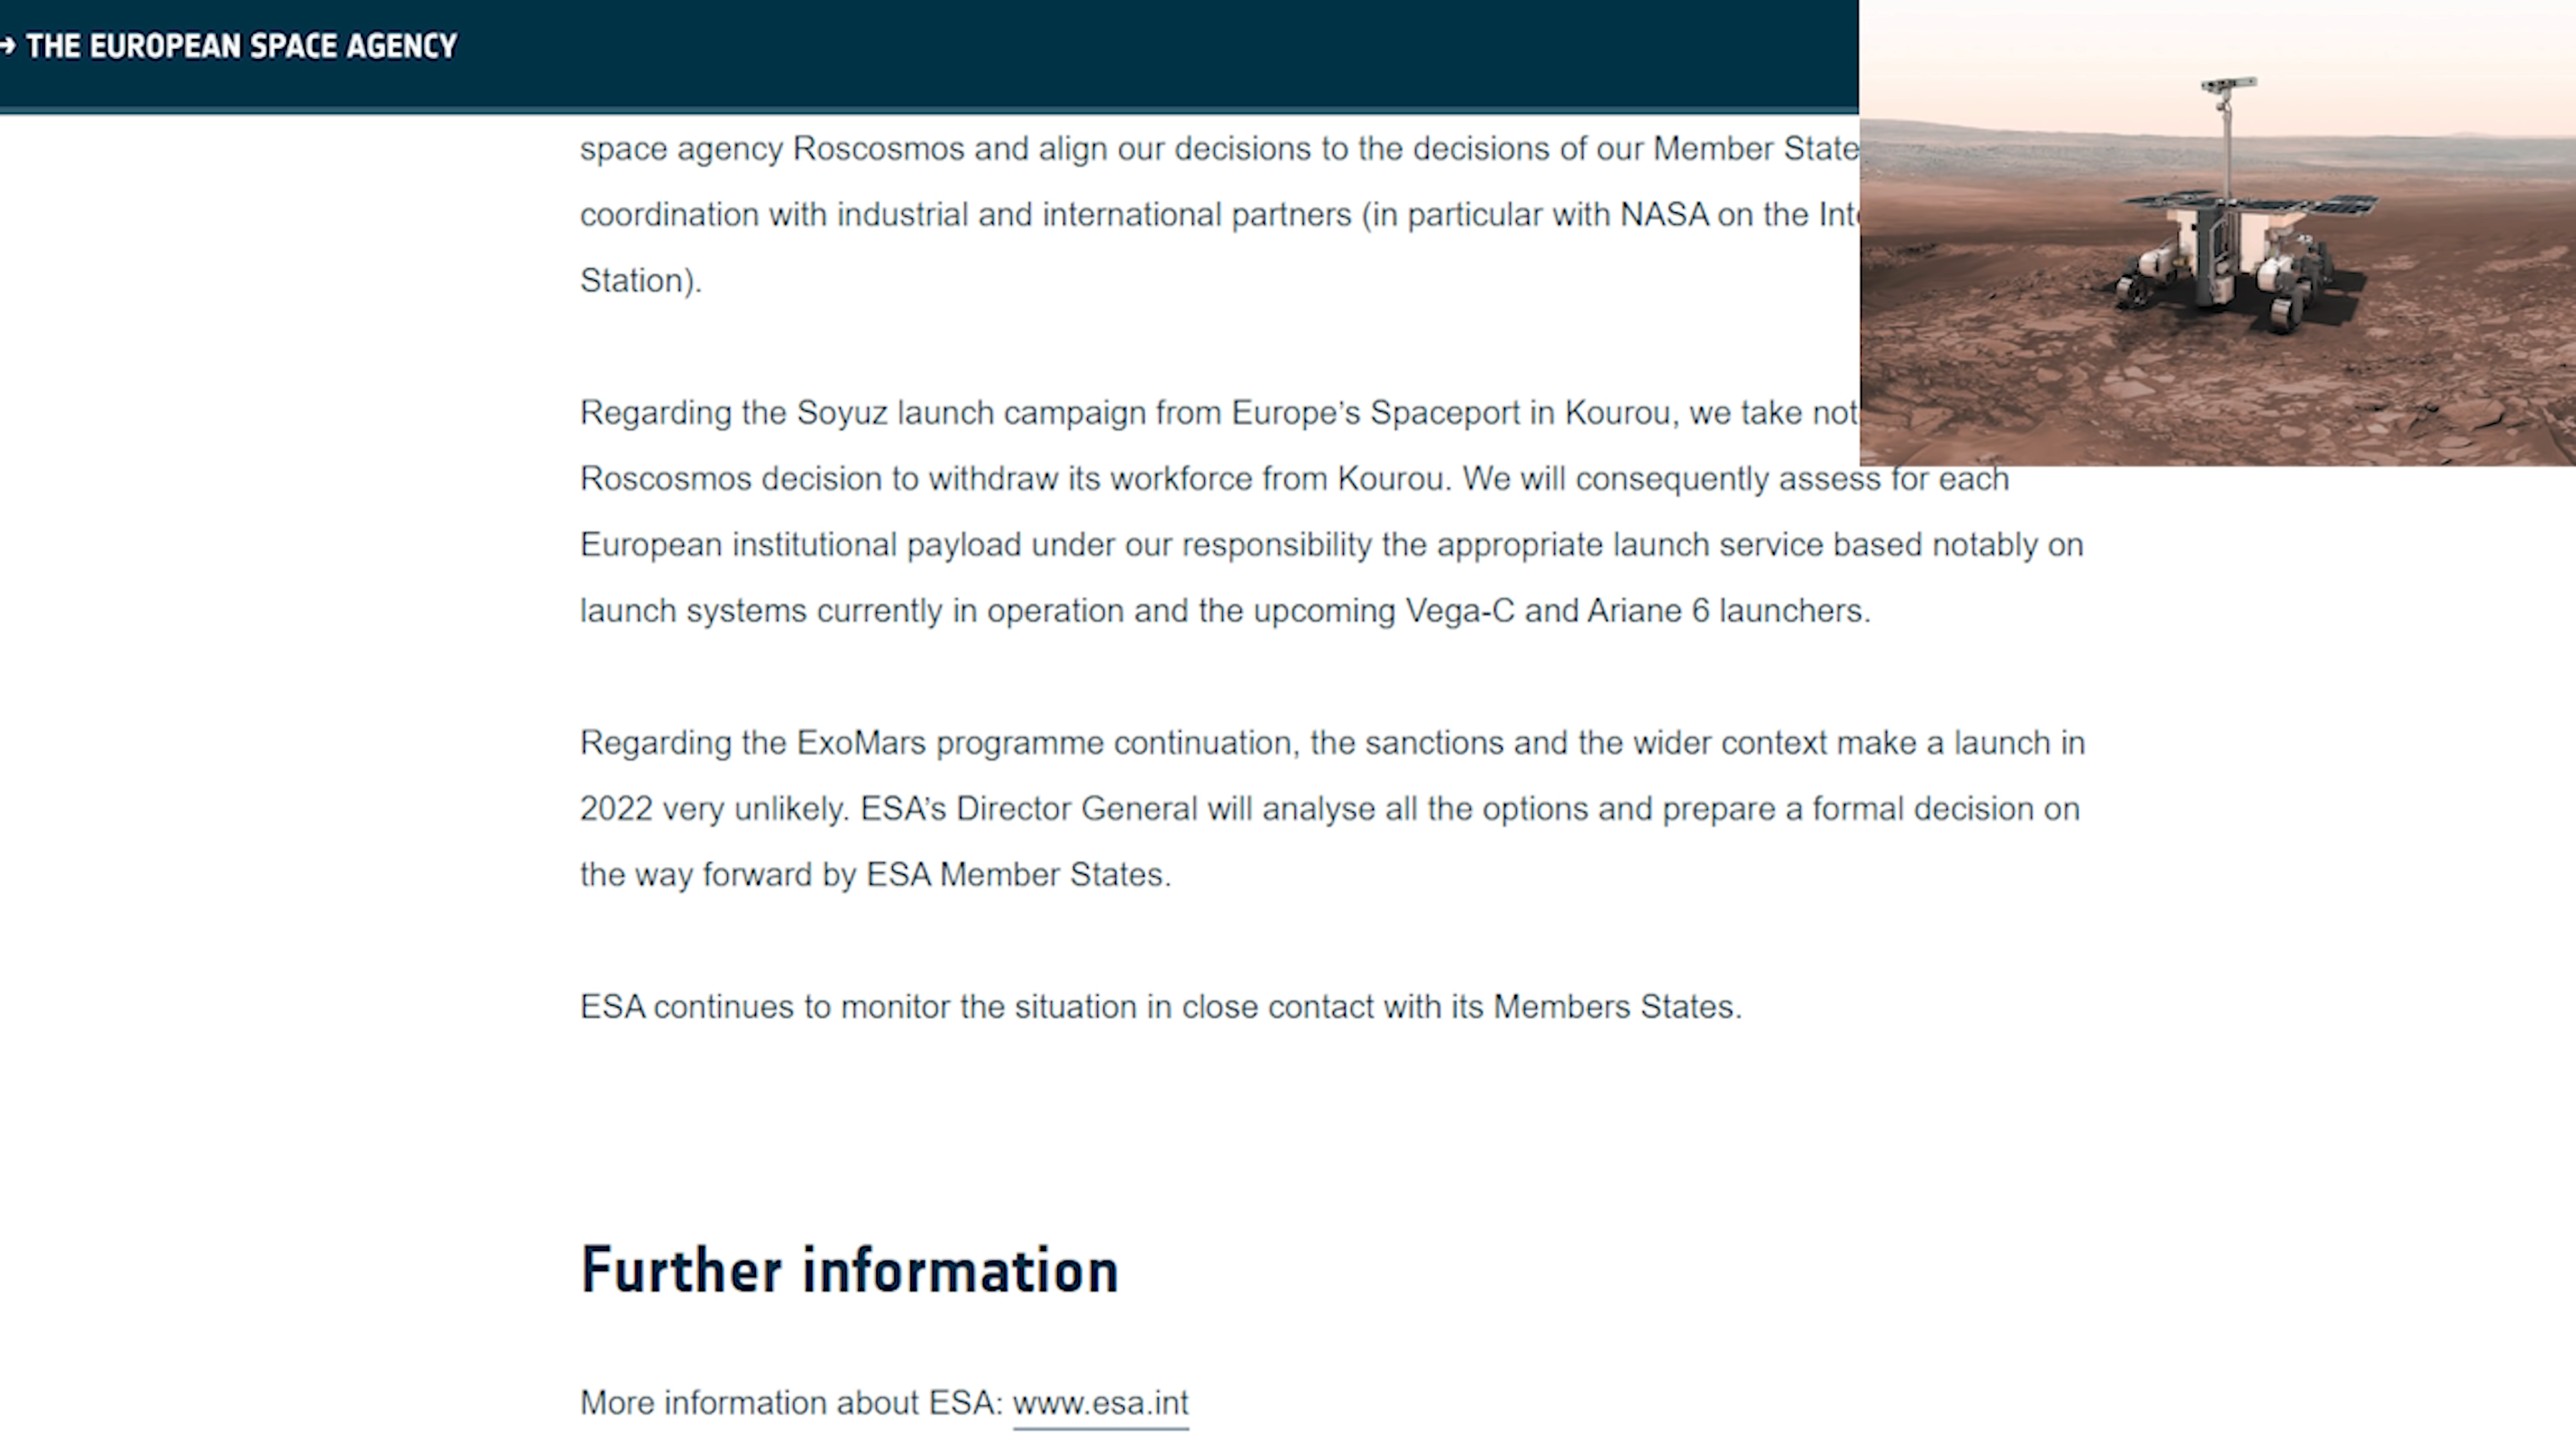 → THE EUROPEAN SPACE AGENCY
space agency Roscosmos and align our decisions to the decisions of our Member State
coordination with industrial and international partners (in particular with NASA on the
Station).
Regarding the Soyuz launch campaign from Europe’s Spaceport in Kourou, we take
Roscosmos decision to withdraw its workforce from Kourou. We will consequently assess for each
European institutional payload under our responsibility the appropriate launch service based notably on
launch systems currently in operation and the upcoming Vega-C and Ariane 6 launchers.
Regarding the ExoMars programme continuation, the sanctions and the wider context make a launch in
2022 very unlikely. ESA’s Director General will analyse all the options and prepare a formal decision on
the way forward by ESA Member States.
ESA continues to monitor the situation in close contact with its Members States.
Further information
More information about ESA: www.esa.int